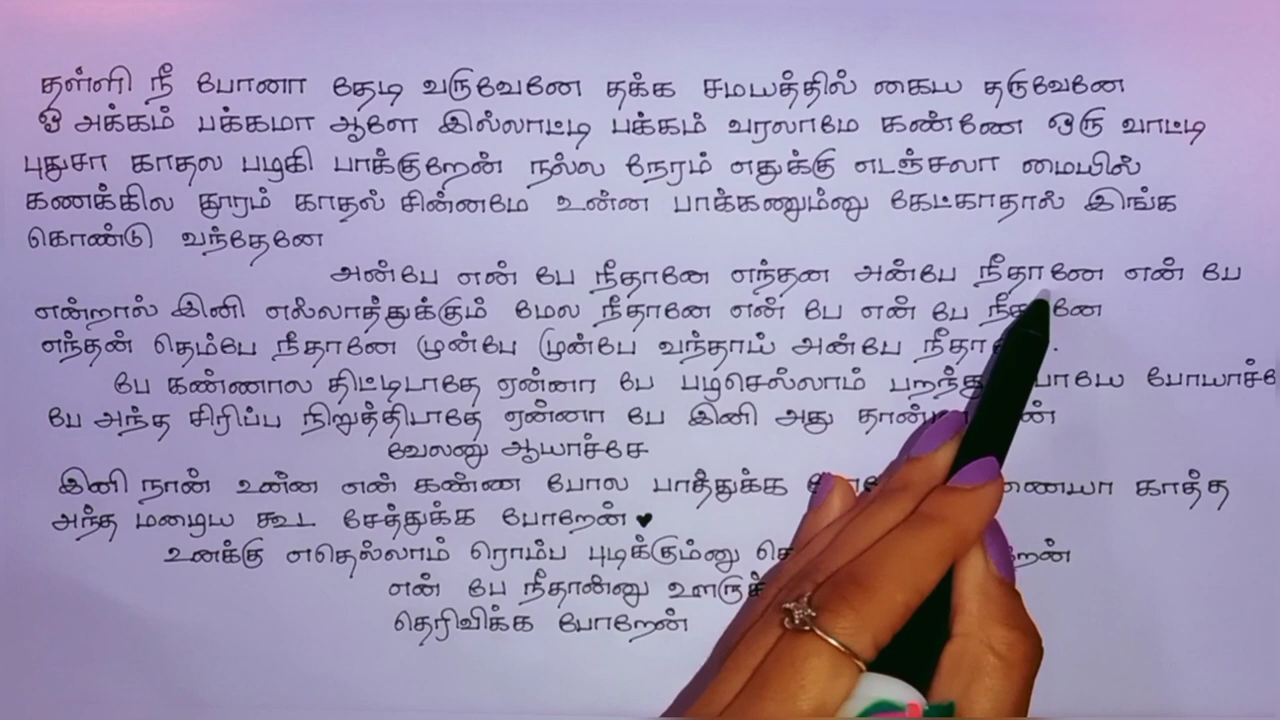 தள்ளி நீ போனா தேடி வருவேனே தக்க சமயத்தில் கைய தருவேனே
ஓ அக்கம் பக்கமா ஆளே இல்லாட்டி பக்கம் வரலாமே கண்ணே ஒரு வாட்டி
புதுசா காதல பழகி பாக்குறேன் நல்ல நேரம் எதுக்கு எடஞ்சலா மையில்
கணக்கில தூரம் காதல் சின்னமே உன்ன பாக்கணும்னு கேட்காதால் இங்க
கொண்டு வந்தேனே
அன்பே என் பே நீதானே எந்தன அன்பே நீதானே என் பே
என்றால் இனி எல்லாத்துக்கும் மேல நீதானே என் பே என் பே
எந்தன் தெம்பே நீதானே முன்பே முன்பே வந்தாய் அன்பே
பே கண்ணால திட்டிடாதே ஏன்னா பே பழசெல்லாம் போயாச்சே
பே அந்த சிரிப்ப நிறுத்திபாதே ஏன்னா பே இனி அது
வேலனு ஆயாச்சே
இனி நான் உன்ன என் கண்ண போல பாத்துக்க காத்த
அந்த மழைய கூட சேத்துக்க போறேன் ♥
உனக்கு எதெல்லாம் ரொம்ப புடிக்கும்னு
என் பே நீதான்னு
தெரிவிக்க போறேன்